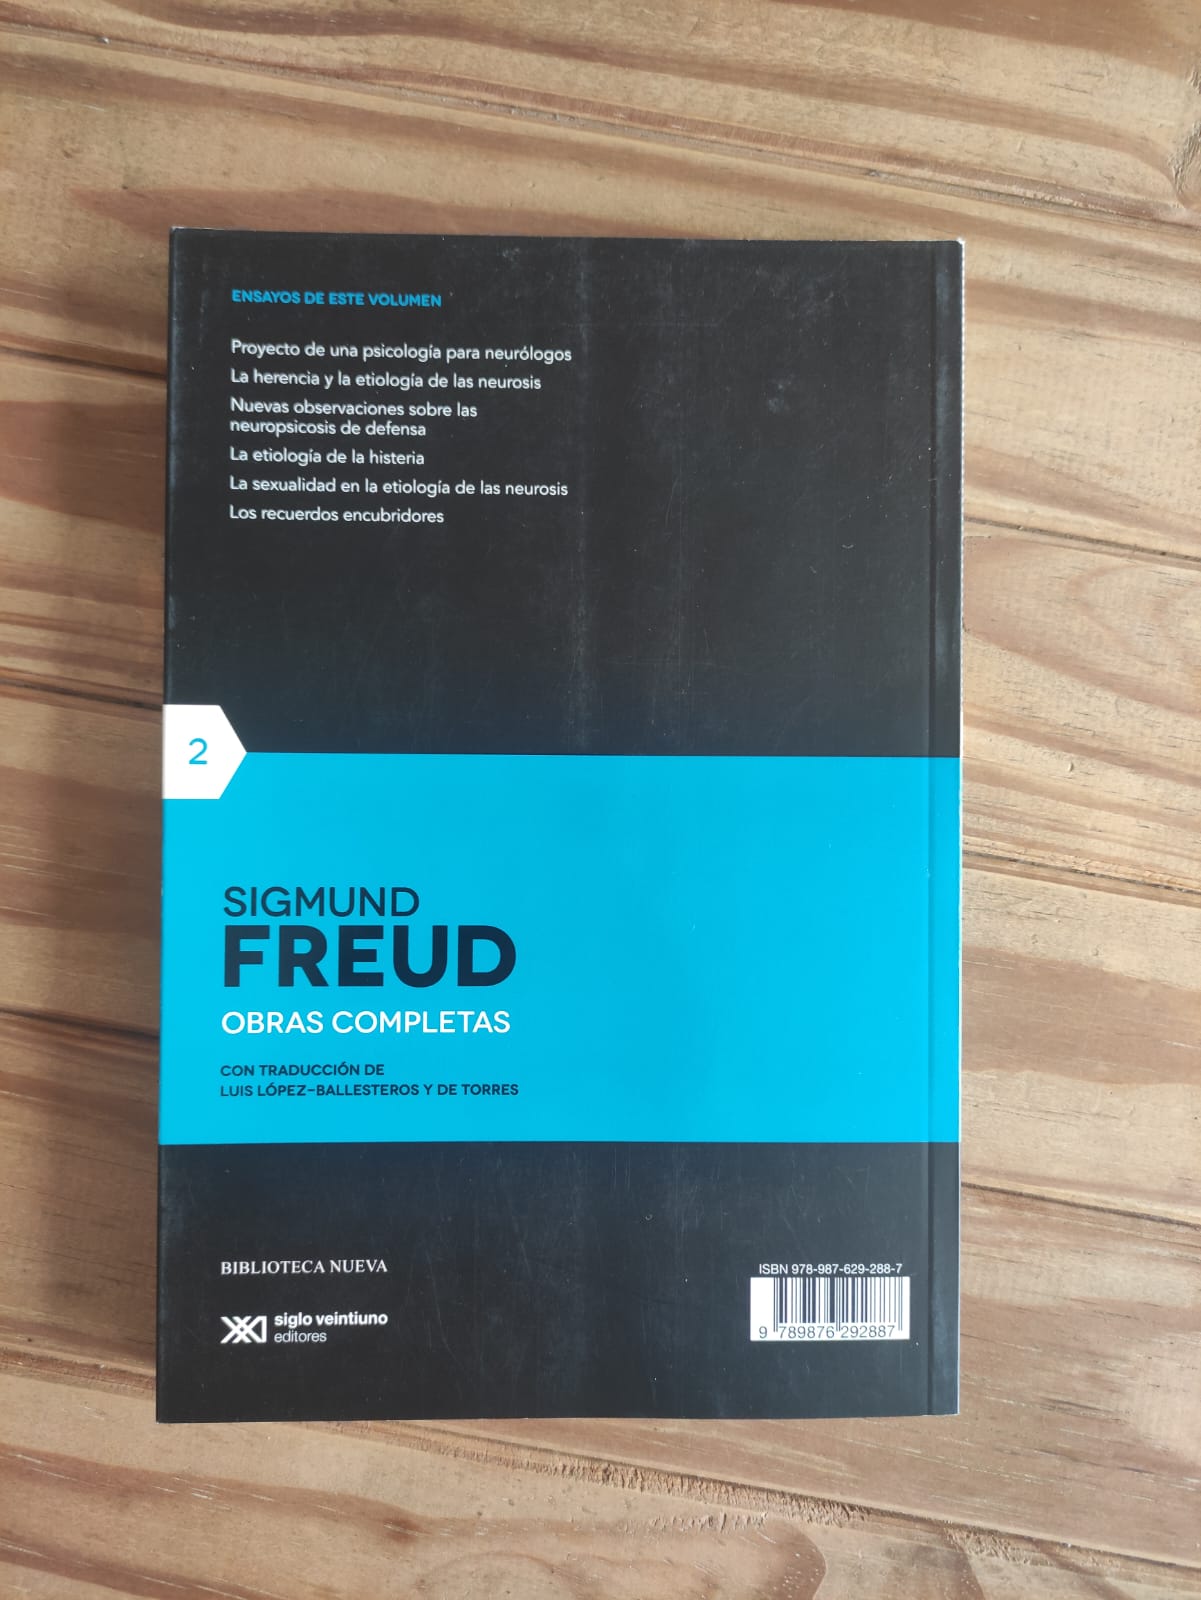 ENSAYOS DE ESTE VOLUMEN
Proyecto de una psicología para neurólogos
La herencia y la etiología de las neurosis
Nuevas observaciones sobre las
neuropsicosis de defensa
La etiología de la histeria
La sexualidad en la etiología de las neurosis
Los recuerdos encubridores
2
SIGMUND
FREUD
OBRAS COMPLETAS
CON TRADUCCIÓN DE
LUIS LÓPEZ-BALLESTEROS Y DE TORRES
BIBLIOTECA NUEVA
siglo veintiuno
editores
ISBN 978-987-629-288-7
9 789876 292887